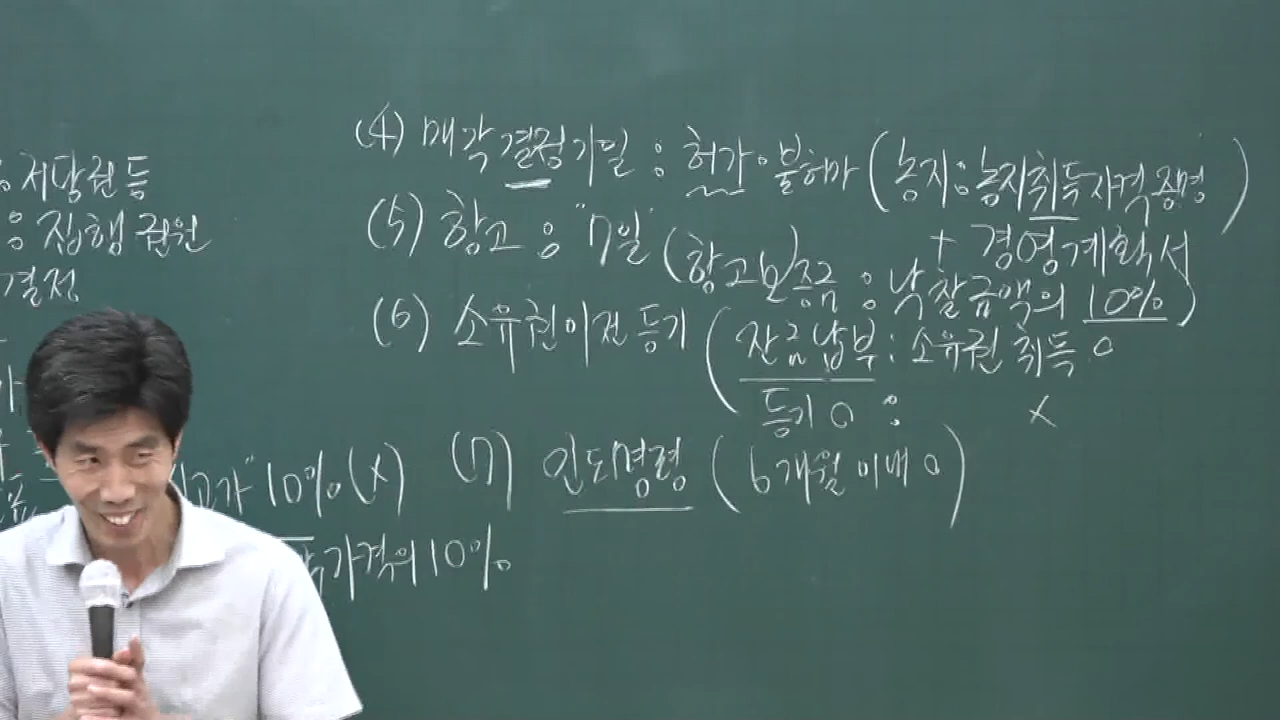 저당권 등
집행권원
결정
고가" 10% (×)
가격의 10%
(4) 매각결정기일 : 허가·불허가 (농지 : 농지취득자격증명)
+ 경영계획서
(5) 항고 : "7일" (항고보증금 : 낙찰금액의 10%)
(6) 소유권이전등기 (잔금납부 : 소유권 취득 ○
등기 ○ : ×
(7) 인도명령 (6개월 이내 ○)